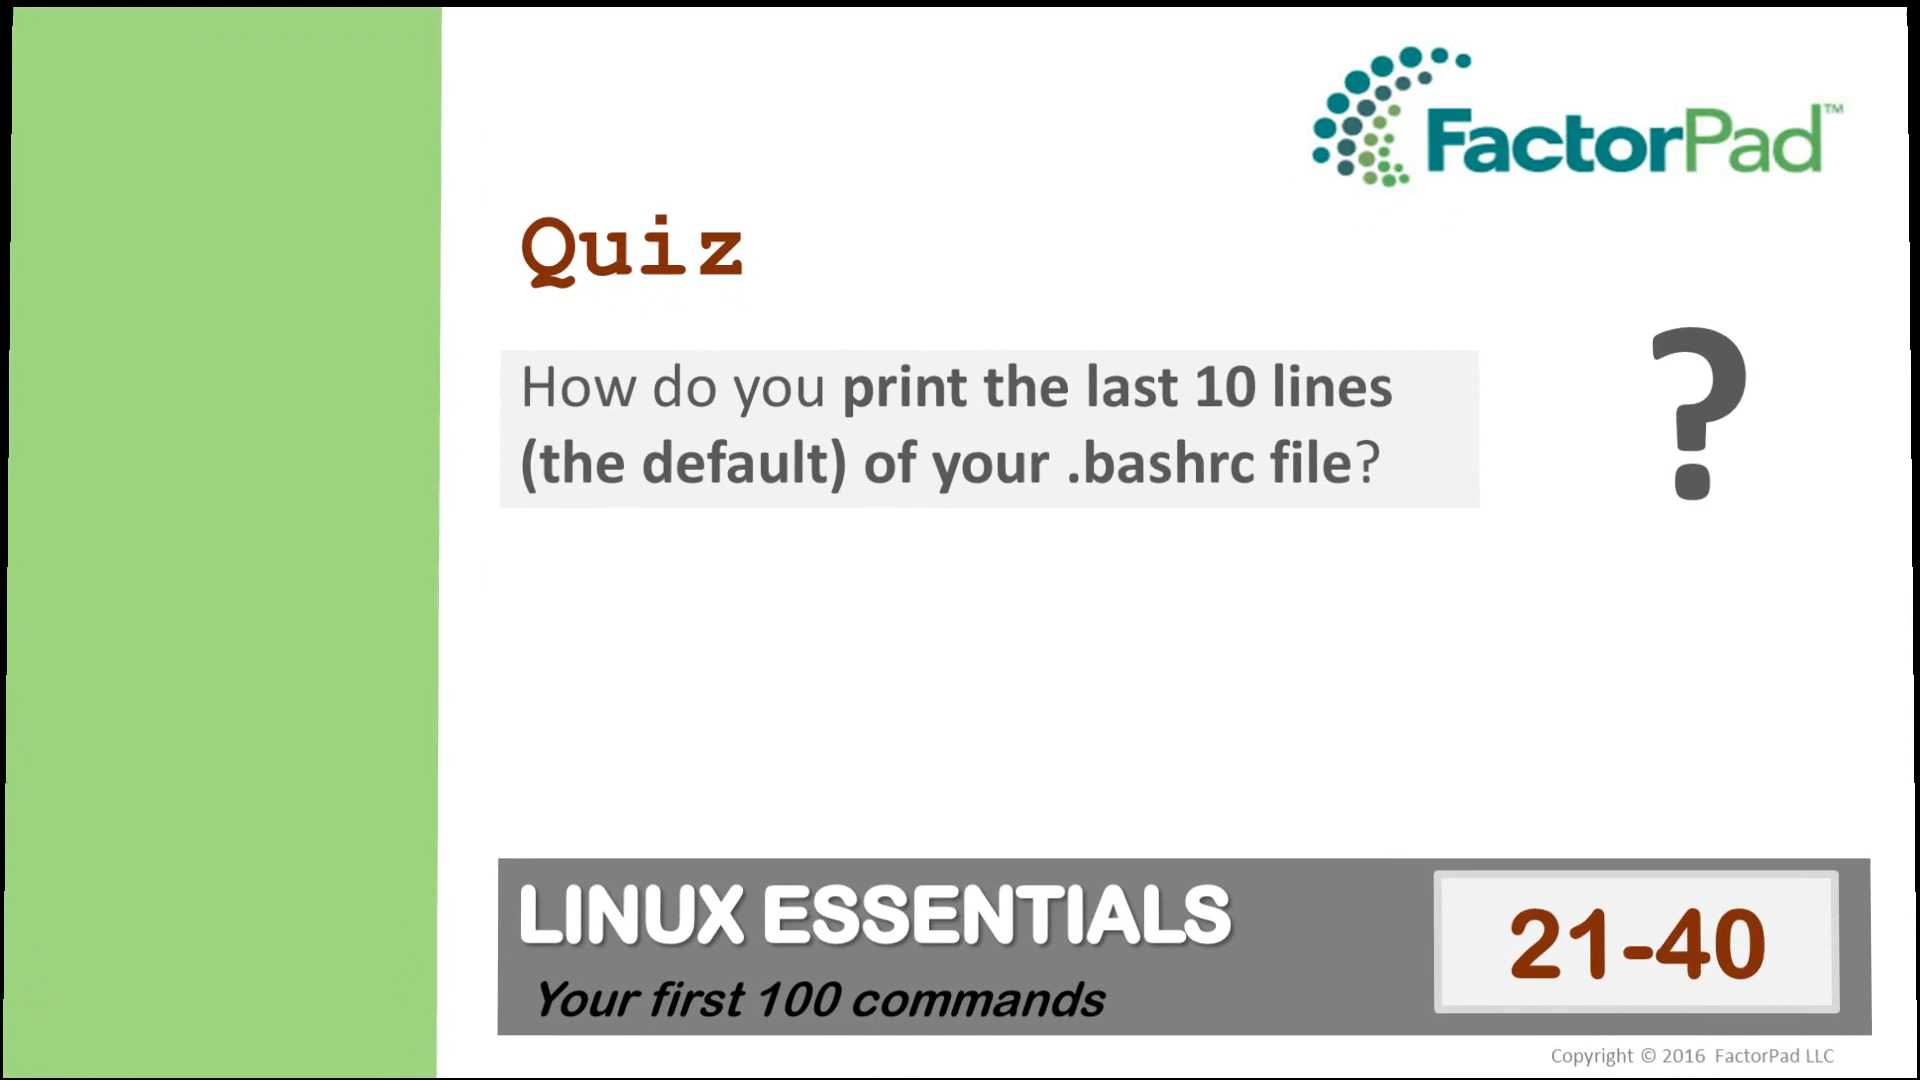 FactorPad™
Quiz
How do you print the last 10 lines
(the default) of your .bashrc file?
?
LINUX ESSENTIALS
21-40
Your first 100 commands
Copyright © 2016 FactorPad LLC